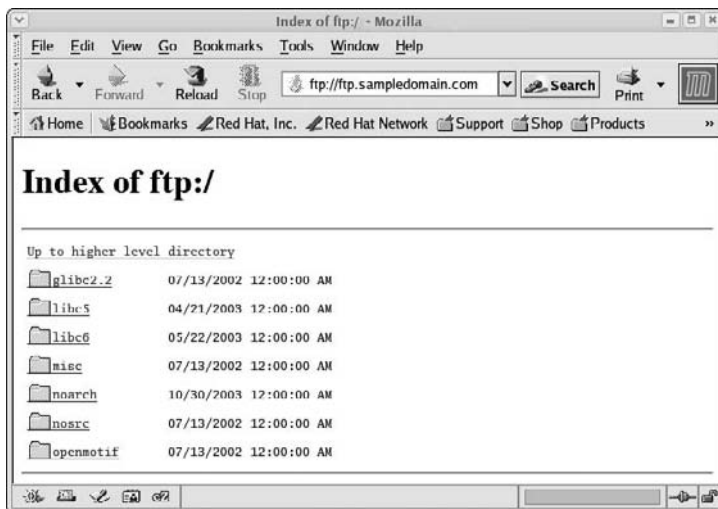 Index of ftp:/ - Mozilla
File Edit View Go Bookmarks Tools Window Help
Back Forward Reload Stop ftp://ftp.sampledomain.com Search Print
Home Bookmarks Red Hat, Inc. Red Hat Network Support Shop Products »
Index of ftp:/
Up to higher level directory
glibc2.2 07/13/2002 12:00:00 AM
libc5 04/21/2003 12:00:00 AM
libc6 05/22/2003 12:00:00 AM
misc 07/13/2002 12:00:00 AM
noarch 10/30/2003 12:00:00 AM
nosrc 07/13/2002 12:00:00 AM
openmotif 07/13/2002 12:00:00 AM